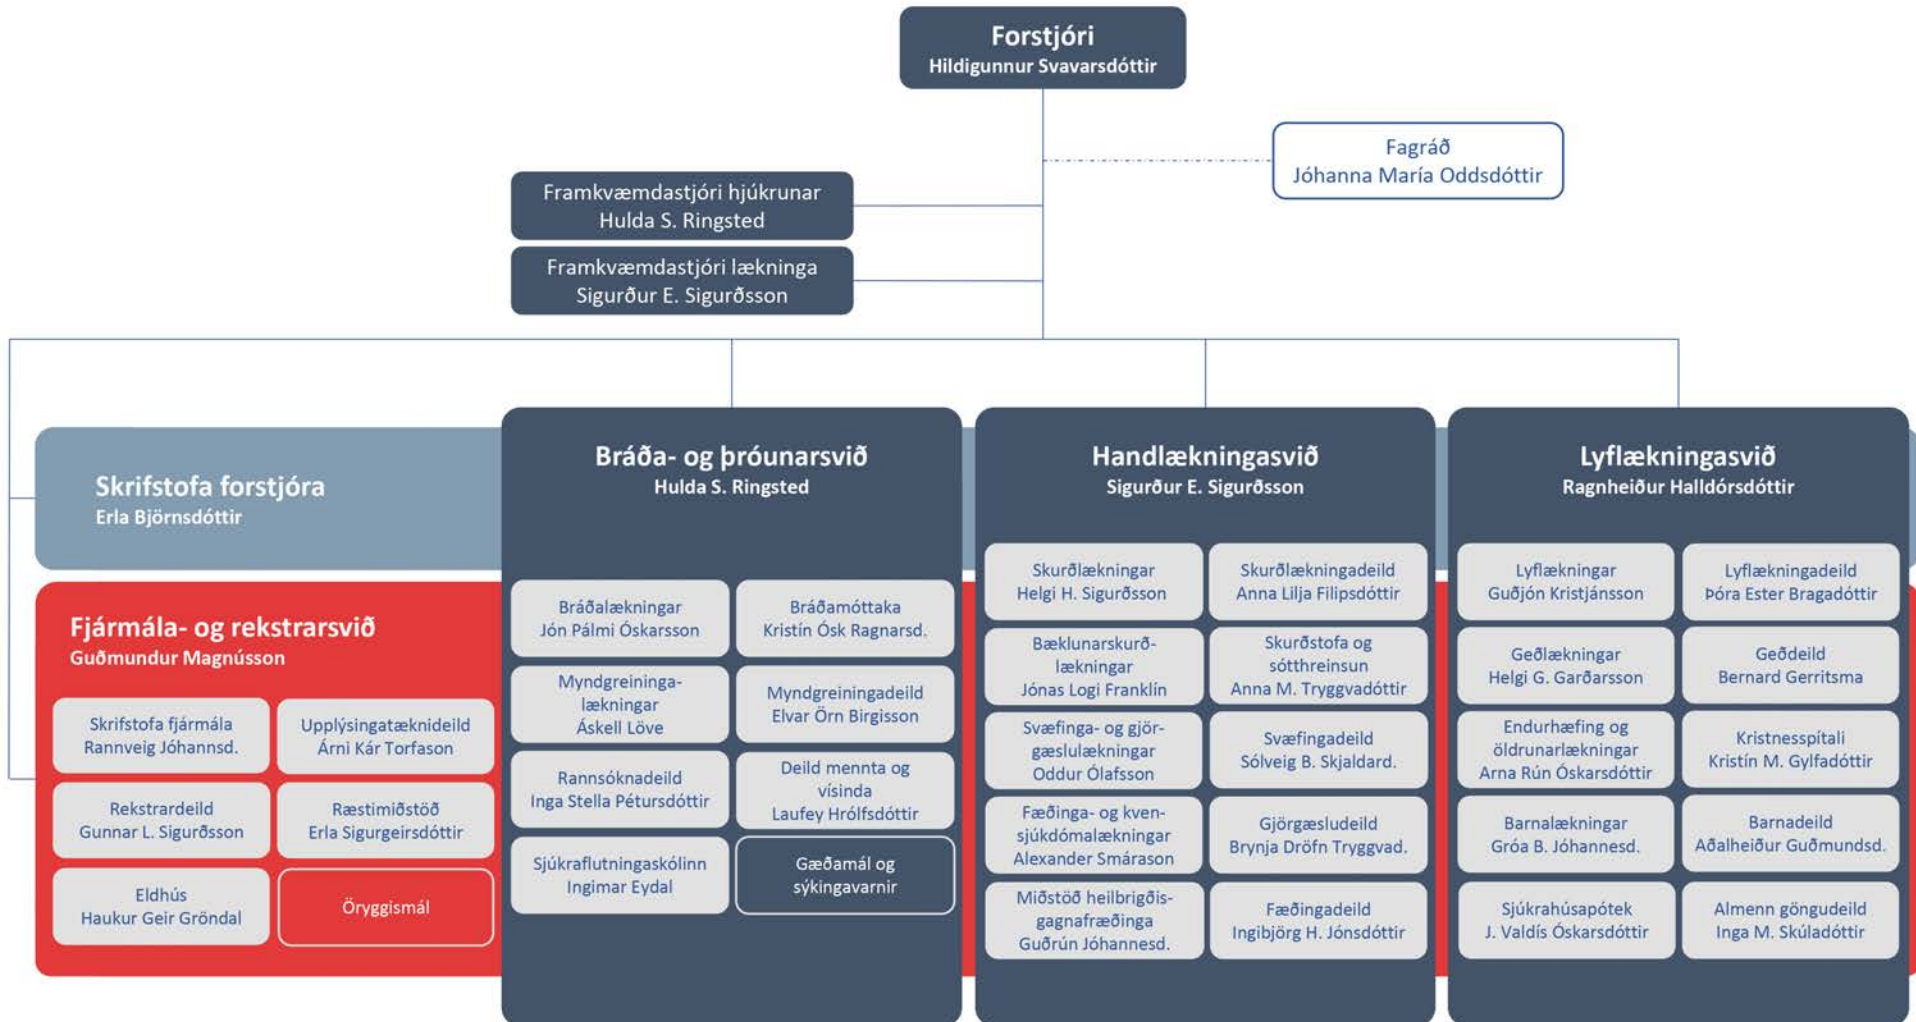 Forstjóri
Hildigunnur Svavarsdóttir
Fagráð
Jóhanna María Oddsdóttir
Framkvæmdastjóri hjúkrunar
Hulda S. Ringsted
Framkvæmdastjóri lækninga
Sigurður E. Sigurðsson
Skrifstofa forstjóra
Erla Björnsdóttir
Fjármála- og rekstrarsvið
Guðmundur Magnússon
Skrifstofa fjármála
Rannveig Jóhannsd.
Upplýsingatæknideild
Árni Kár Torfason
Rekstrardeild
Gunnar L. Sigurðsson
Ræstimiðstöð
Erla Sigurgeirsdóttir
Eldhús
Haukur Geir Gröndal
Öryggismál
Bráða- og þróunarsvið
Hulda S. Ringsted
Bráðalækningar
Jón Pálmi Óskarsson
Bráðamóttaka
Kristín Ósk Ragnarsd.
Myndgreininga-
lækningar
Áskell Löve
Myndgreiningadeild
Elvar Örn Birgisson
Rannsóknadeild
Inga Stella Pétursdóttir
Deild mennta og
vísinda
Laufey Hrólfsdóttir
Sjúkraflutningaskólinn
Ingimar Eydal
Gæðamál og
sýkingavarnir
Handlækningasvið
Sigurður E. Sigurðsson
Skurðlækningar
Helgi H. Sigurðsson
Skurðlækningadeild
Anna Lilja Filipsdóttir
Bæklunarskurð-
lækningar
Jónas Logi Franklín
Skurðstofa og
sótthreinsun
Anna M. Tryggvadóttir
Svæfinga- og gjör-
gæslulækningar
Oddur Ólafsson
Svæfingadeild
Sólveig B. Skjaldard.
Fæðinga- og kven-
sjúkdómalækningar
Alexander Smárason
Gjörgæsludeild
Brynja Dröfn Tryggvad.
Miðstöð heilbrigðis-
gagnafræðinga
Guðrún Jóhannesd.
Fæðingadeild
Ingibjörg H. Jónsdóttir
Lyflækningasvið
Ragnheiður Halldórsdóttir
Lyflækningar
Guðjón Kristjánsson
Lyflækningadeild
Þóra Ester Bragadóttir
Geðlækningar
Helgi G. Garðarsson
Geðdeild
Bernard Gerritsma
Endurhæfing og
öldrunarlækningar
Arna Rún Óskarsdóttir
Kristnesspítali
Kristín M. Gylfadóttir
Barnalækningar
Gróa B. Jóhannesd.
Barnadeild
Aðalheiður Guðmundsd.
Sjúkrahúsapótek
J. Valdís Óskarsdóttir
Almenn göngudeild
Inga M. Skúladóttir